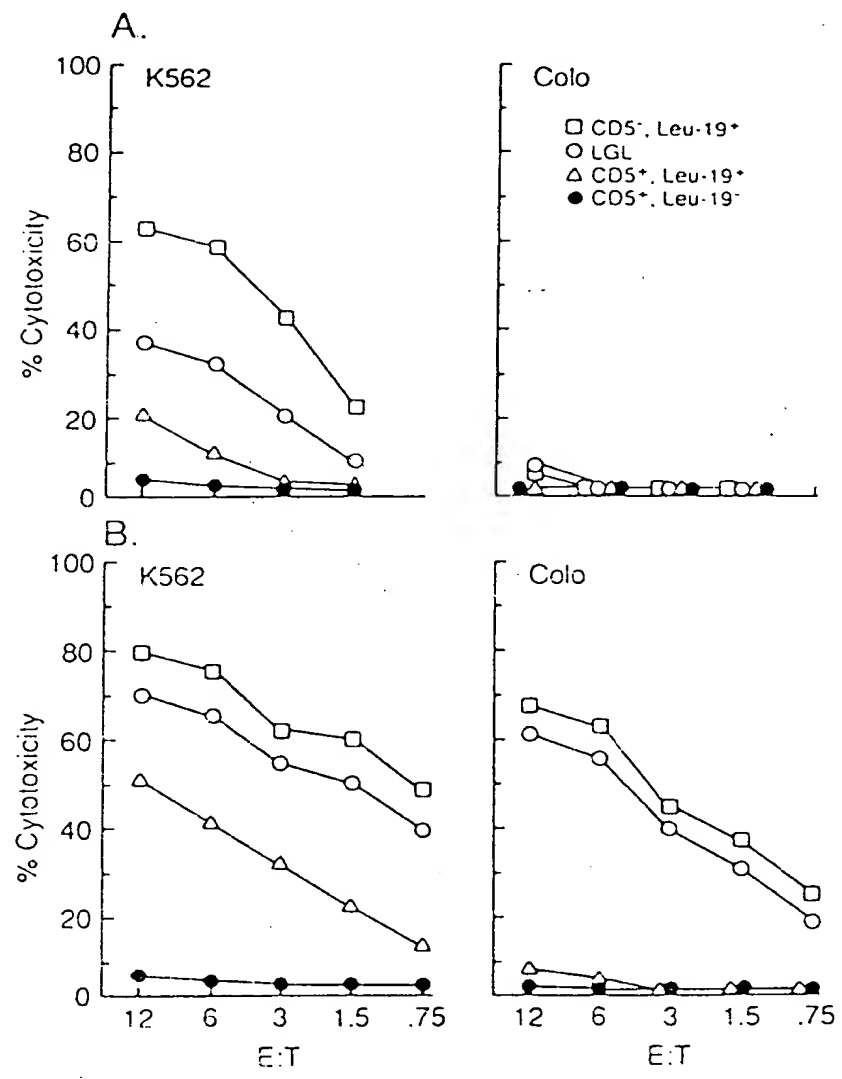 A.
K562
100
80
60
40
20
0
% Cytotoxicity
Colo
CD5-, Leu-19+
LGL
CD5+, Leu-19+
CD5+, Leu-19-
B.
K562
100
80
60
40
20
0
% Cytotoxicity
12 6 3 1.5 .75
E:T
Colo
12 6 3 1.5 .75
E:T